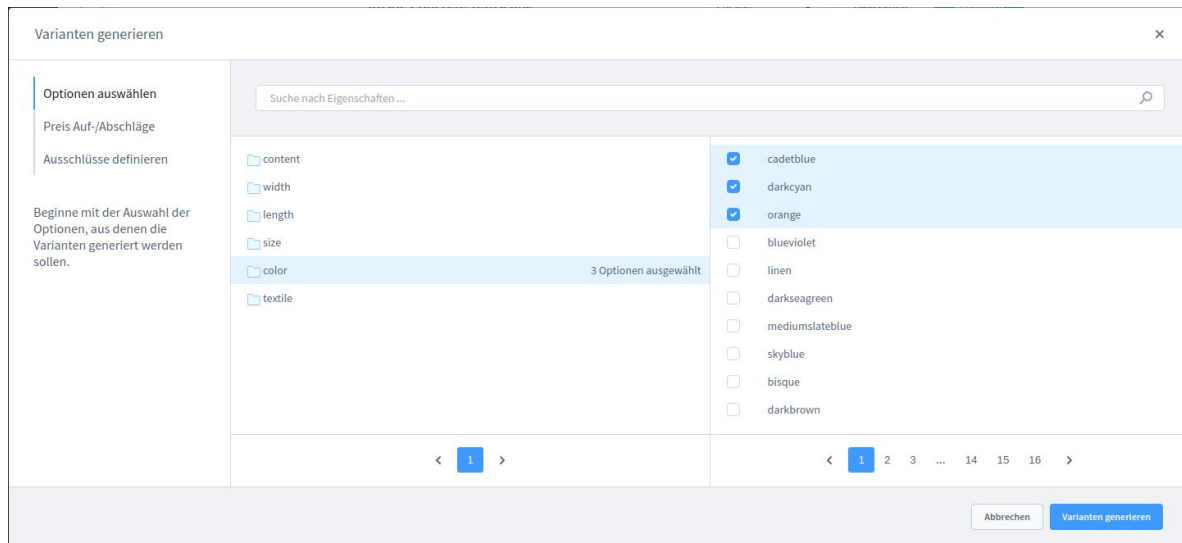 Varianten generieren
Optionen auswählen
Preis Auf-/Abschläge
Ausschlüsse definieren
Beginne mit der Auswahl der
Optionen, aus denen die
Varianten generiert werden
sollen.
Suche nach Eigenschaften ...
content
width
length
size
color 3 Optionen ausgewählt
textile
cadetblue
darkcyan
orange
blueviolet
linen
darkseagreen
mediumslateblue
skyblue
bisque
darkbrown
1
1 2 3 ... 14 15 16
Abbrechen Varianten generieren